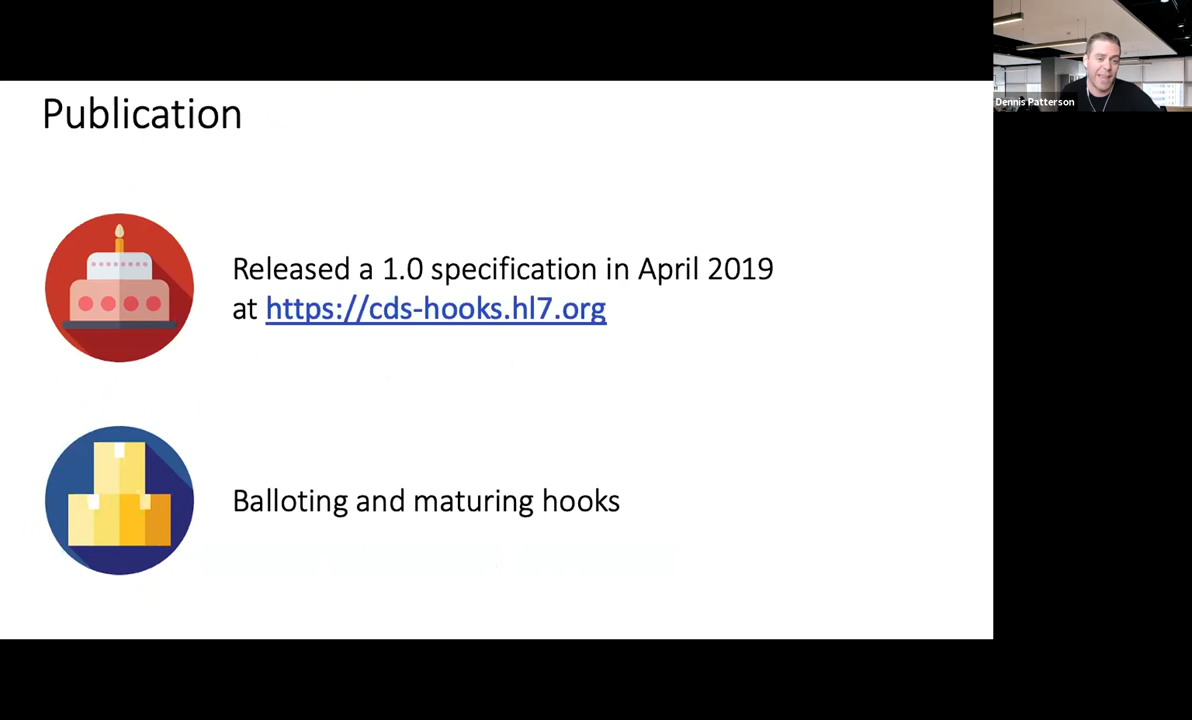 Publication
Dennis Patterson
Released a 1.0 specification in April 2019
at https://cds-hooks.hl7.org
Balloting and maturing hooks